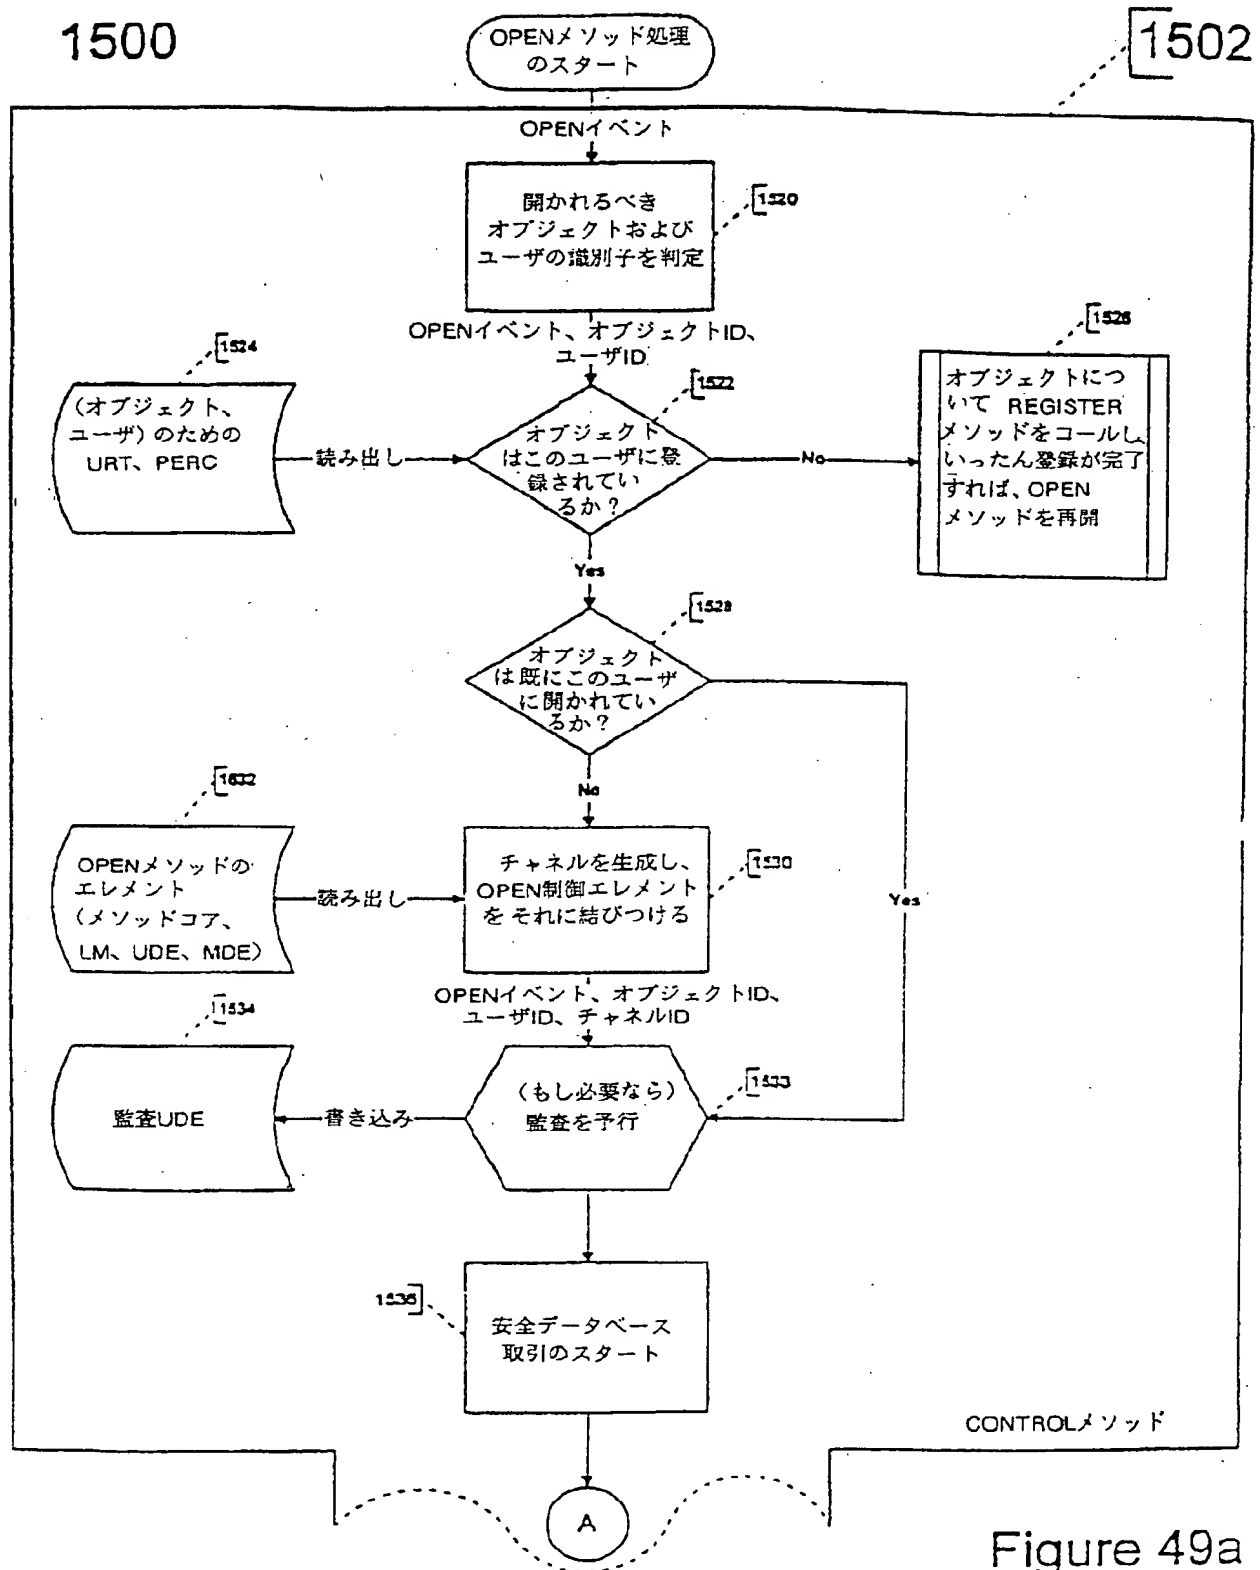 1500
OPENメソッド処理
のスタート
1502
OPENイベント
開かれるべき
オブジェクトおよび
ユーザの識別子を判定
1520
OPENイベント、オブジェクトID、
ユーザID
1524
(オブジェクト、
ユーザ)のための
URT、PERC
読み出し
1522
オブジェクト
はこのユーザに登
録されてい
るか?
No
1526
オブジェクトにつ
いて REGISTER
メソッドをコールし、
いったん登録が完了
すれば、OPEN
メソッドを再開
Yes
1528
オブジェクト
は既にこのユーザ
に開かれてい
るか?
No
Yes
1532
OPENメソッドの
エレメント
(メソッドコア、
LM、UDE、MDE)
読み出し
チャネルを生成し、
OPEN制御エレメント
をそれに結びつける
1530
OPENイベント、オブジェクトID、
ユーザID、チャネルID
1534
監査UDE
書き込み
(もし必要なら)
監査を予行
1533
1536
安全データベース
取引のスタート
CONTROLメソッド
A
Figure 49a